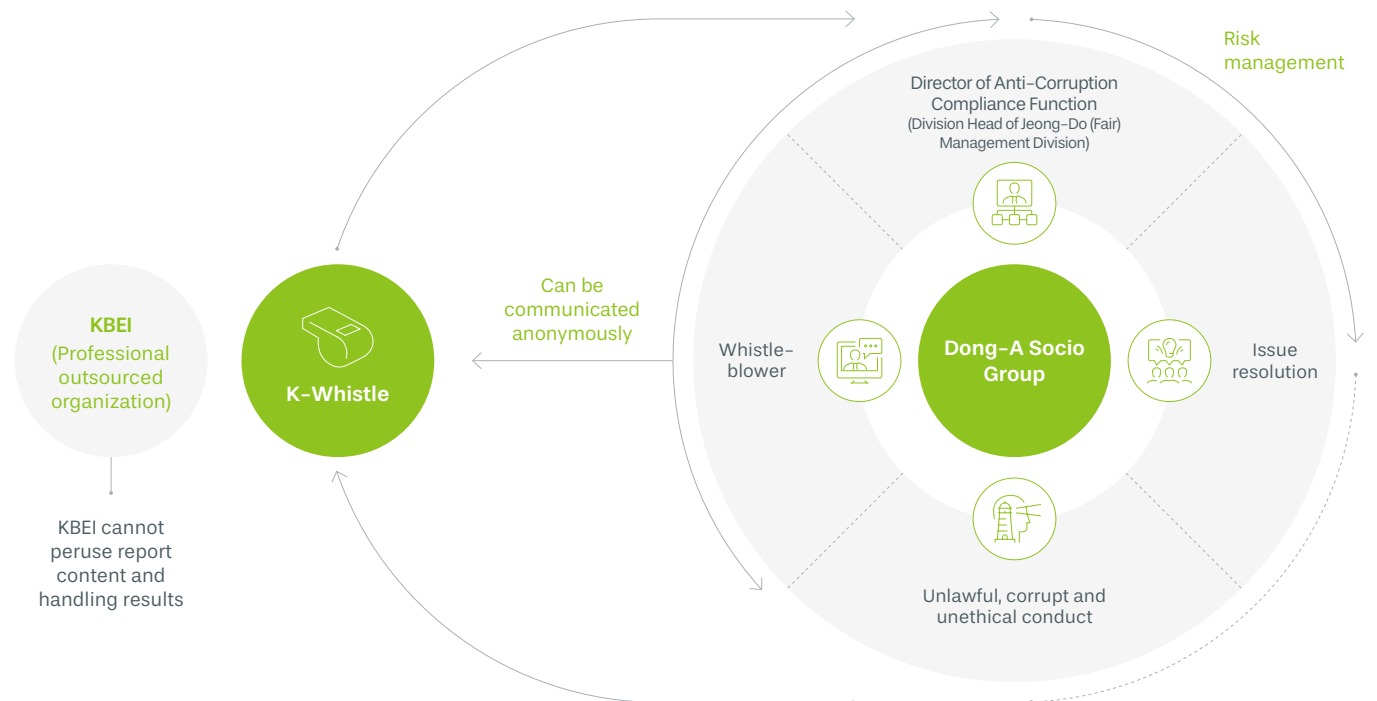 Risk
management
Director of Anti-Corruption
Compliance Function
(Division Head of Jeong-Do (Fair)
Management Division)
KBEI
(Professional
outsourced
organization)
K-Whistle
Can be
communicated
anonymously
Whistle-
blower
Dong-A Socio
Group
Issue
resolution
KBEI cannot
peruse report
content and
handling results
Unlawful, corrupt and
unethical conduct